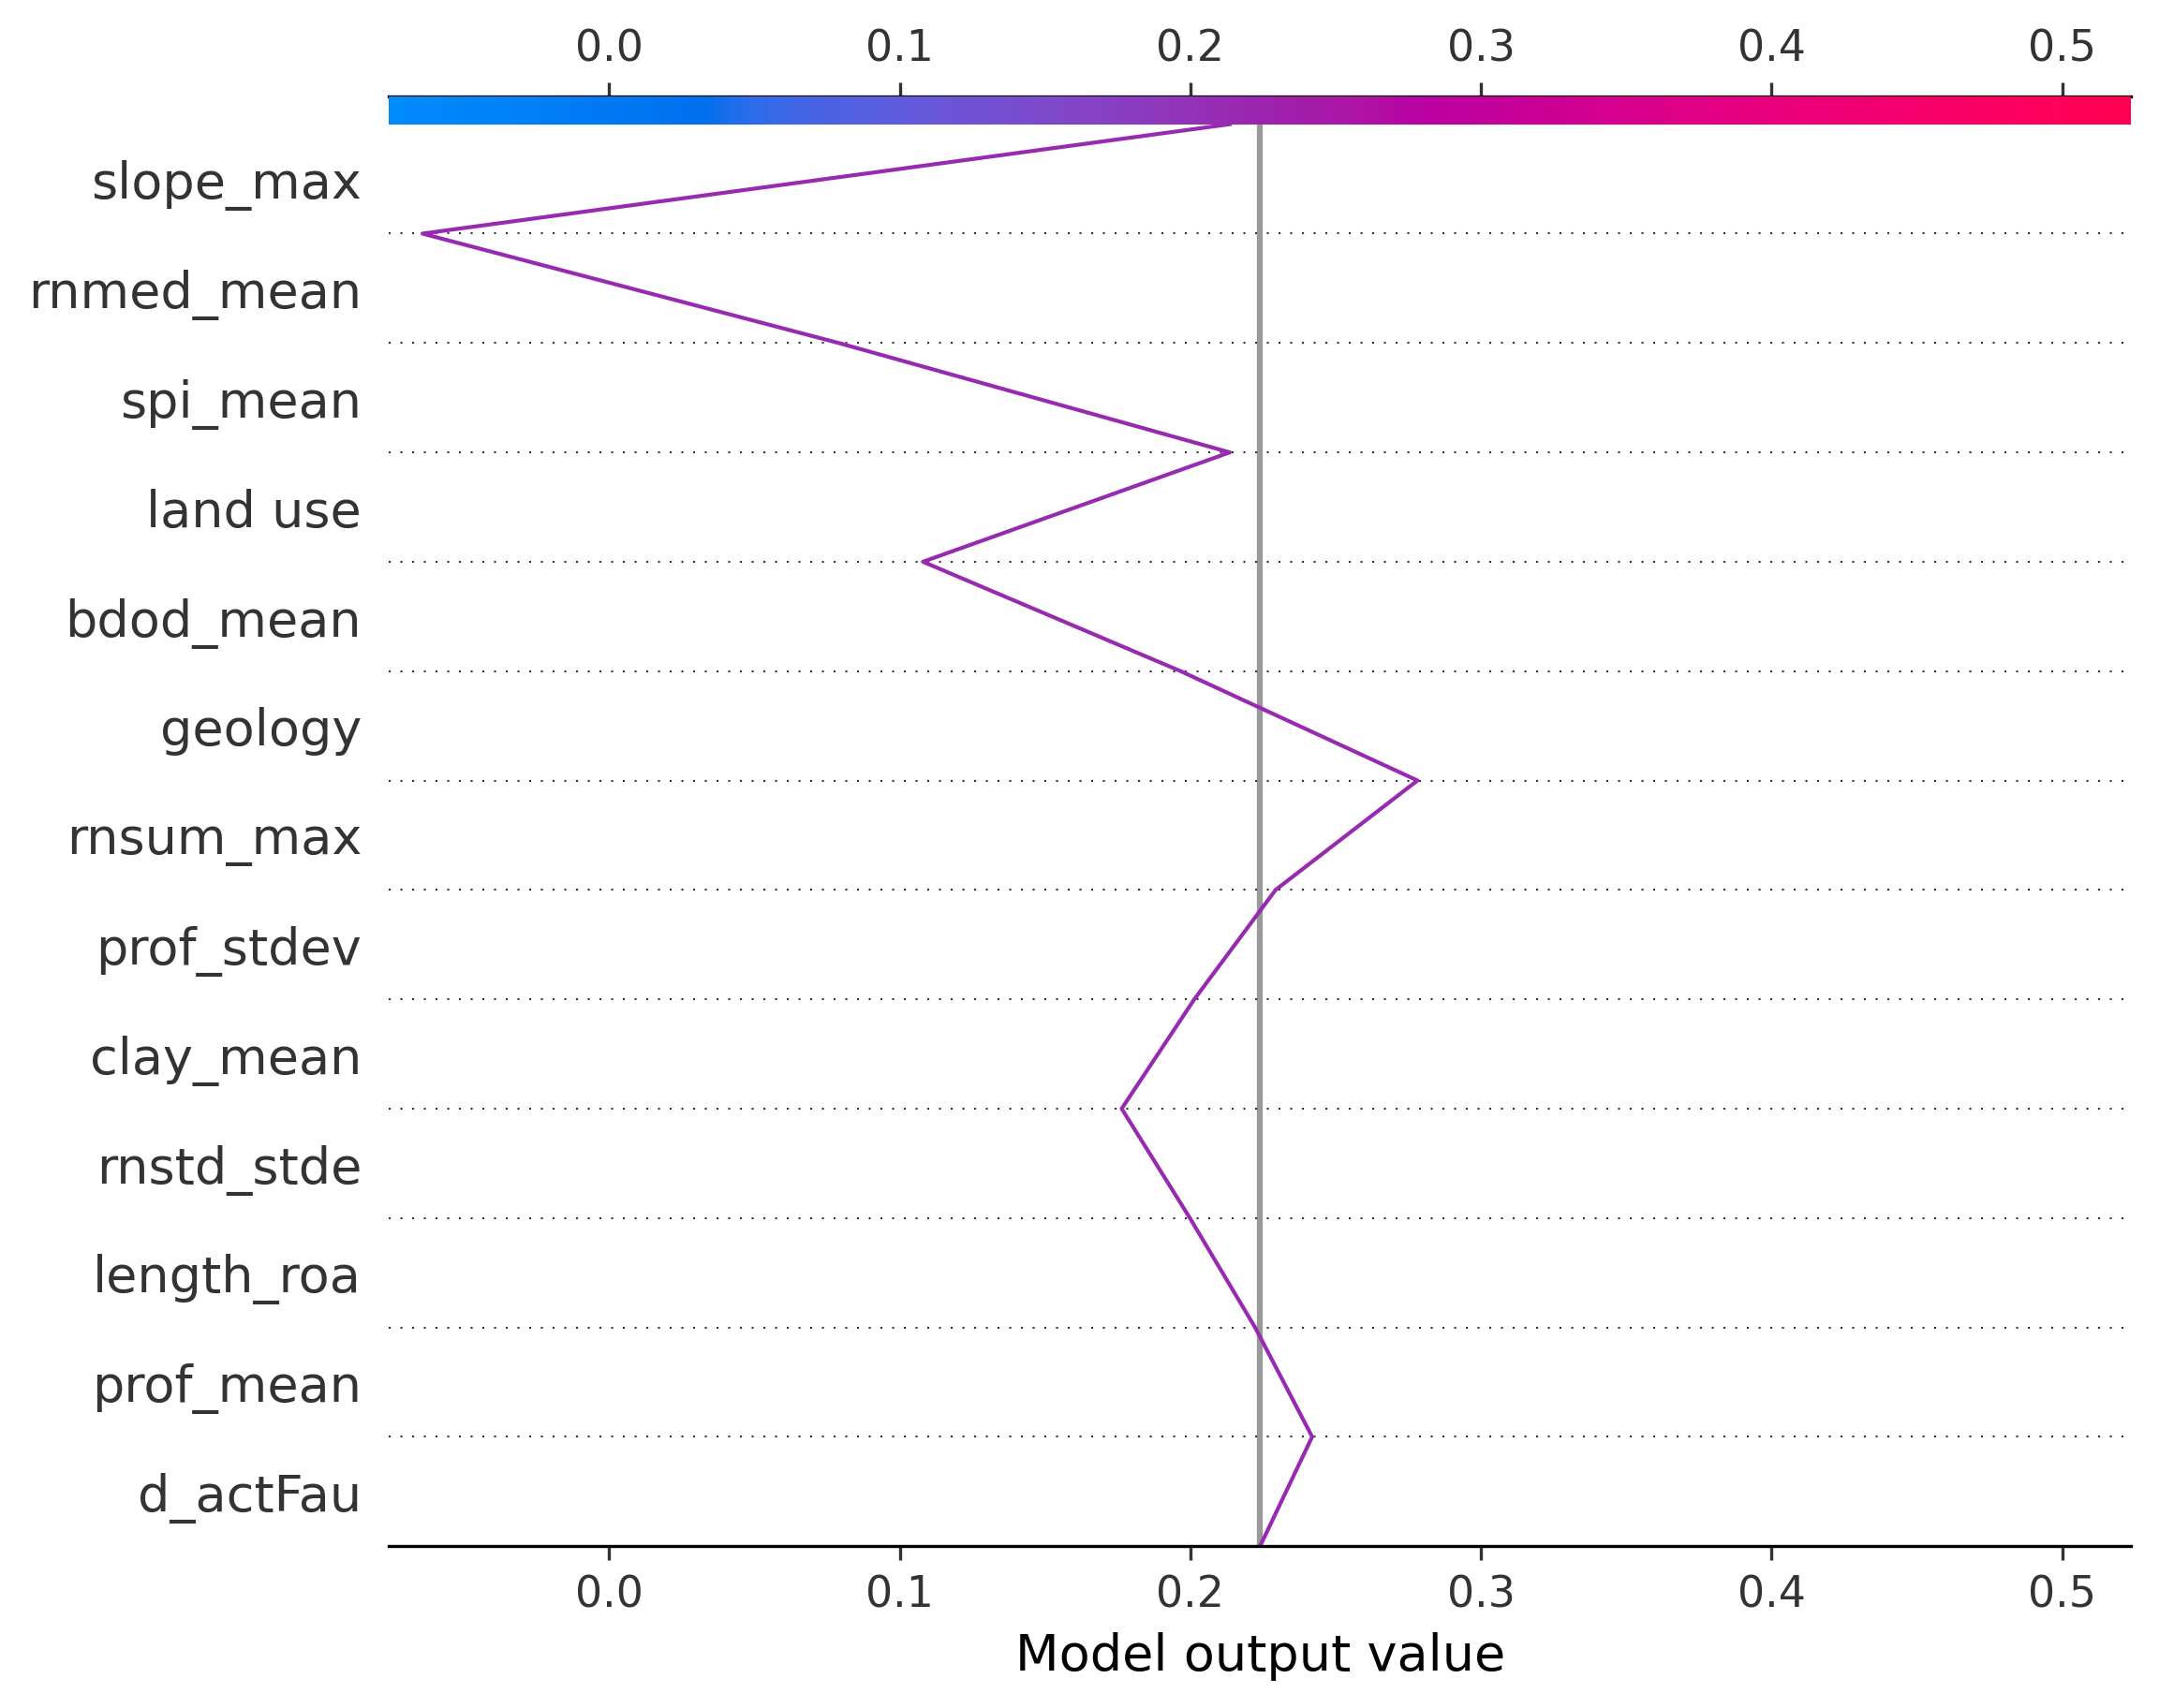 0.0 0.1 0.2 0.3 0.4 0.5
slope_max
rnmed_mean
spi_mean
land use
bdod_mean
geology
rnsum_max
prof_stdev
clay_mean
rnstd_stde
length_roa
prof_mean
d_actFau
0.0 0.1 0.2 0.3 0.4 0.5
Model output value